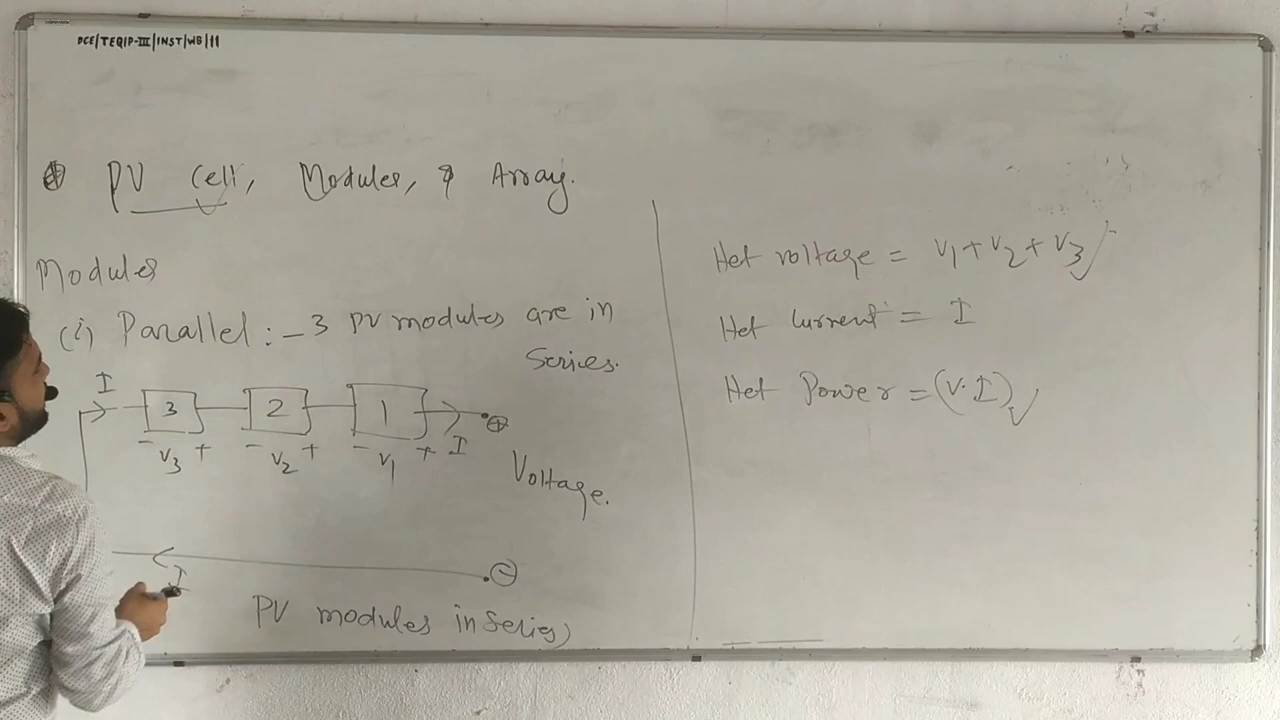 PCE/TEQIP-III/INST/WB/11
PV Cell, Modules, & Array.
Modules
(i) Parallel :- 3 PV modules are in
Series.
I
3 2 1 ⊕
- V3 + - V2 + - V1 + I
Voltage.
I ⊖
PV modules in Series)
Net voltage = V1 + V2 + V3
Net Current = I
Net Power = (V·I)